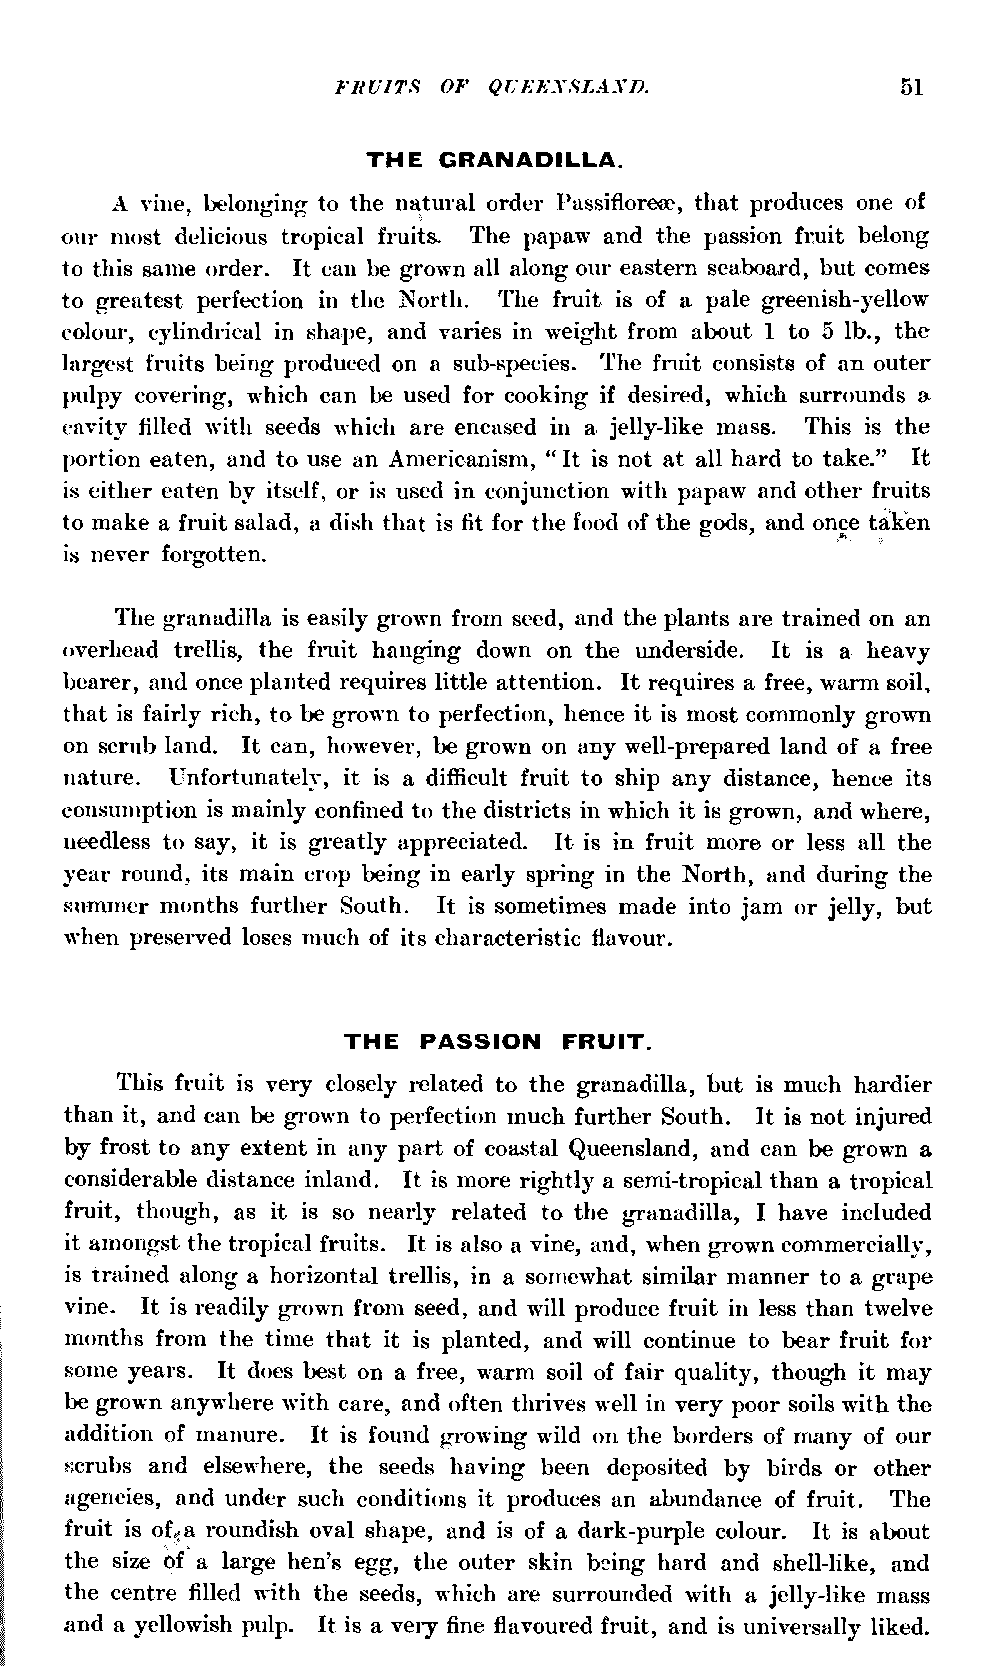 FRUITS OF QUEENSLAND. 51
THE GRANADILLA.
A vine, belonging to the natural order Passifloreæ, that produces one of
our most delicious tropical fruits. The papaw and the passion fruit belong
to this same order. It can be grown all along our eastern seaboard, but comes
to greatest perfection in the North. The fruit is of a pale greenish-yellow
colour, cylindrical in shape, and varies in weight from about 1 to 5 lb., the
largest fruits being produced on a sub-species. The fruit consists of an outer
pulpy covering, which can be used for cooking if desired, which surrounds a
cavity filled with seeds which are encased in a jelly-like mass. This is the
portion eaten, and to use an Americanism, “It is not at all hard to take.” It
is either eaten by itself, or is used in conjunction with papaw and other fruits
to make a fruit salad, a dish that is fit for the food of the gods, and once taken
is never forgotten.
The granadilla is easily grown from seed, and the plants are trained on an
overhead trellis, the fruit hanging down on the underside. It is a heavy
bearer, and once planted requires little attention. It requires a free, warm soil,
that is fairly rich, to be grown to perfection, hence it is most commonly grown
on scrub land. It can, however, be grown on any well-prepared land of a free
nature. Unfortunately, it is a difficult fruit to ship any distance, hence its
consumption is mainly confined to the districts in which it is grown, and where,
needless to say, it is greatly appreciated. It is in fruit more or less all the
year round, its main crop being in early spring in the North, and during the
summer months further South. It is sometimes made into jam or jelly, but
when preserved loses much of its characteristic flavour.
THE PASSION FRUIT.
This fruit is very closely related to the granadilla, but is much hardier
than it, and can be grown to perfection much further South. It is not injured
by frost to any extent in any part of coastal Queensland, and can be grown a
considerable distance inland. It is more rightly a semi-tropical than a tropical
fruit, though, as it is so nearly related to the granadilla, I have included
it amongst the tropical fruits. It is also a vine, and, when grown commercially,
is trained along a horizontal trellis, in a somewhat similar manner to a grape
vine. It is readily grown from seed, and will produce fruit in less than twelve
months from the time that it is planted, and will continue to bear fruit for
some years. It does best on a free, warm soil of fair quality, though it may
be grown anywhere with care, and often thrives well in very poor soils with the
addition of manure. It is found growing wild on the borders of many of our
scrubs and elsewhere, the seeds having been deposited by birds or other
agencies, and under such conditions it produces an abundance of fruit. The
fruit is of a roundish oval shape, and is of a dark-purple colour. It is about
the size of a large hen’s egg, the outer skin being hard and shell-like, and
the centre filled with the seeds, which are surrounded with a jelly-like mass
and a yellowish pulp. It is a very fine flavoured fruit, and is universally liked.